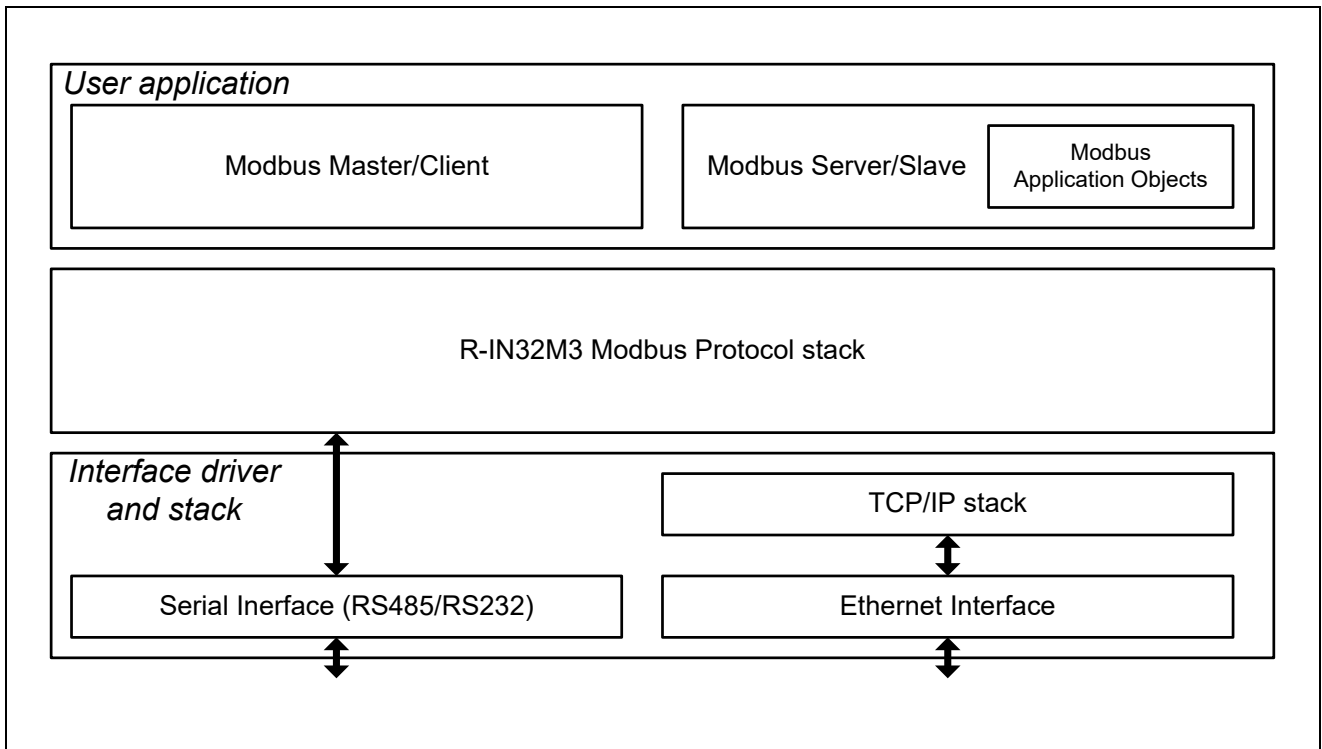 User application
Modbus Master/Client
Modbus Server/Slave
Modbus
Application Objects
R-IN32M3 Modbus Protocol stack
Interface driver
and stack
TCP/IP stack
Serial Inerface (RS485/RS232)
Ethernet Interface